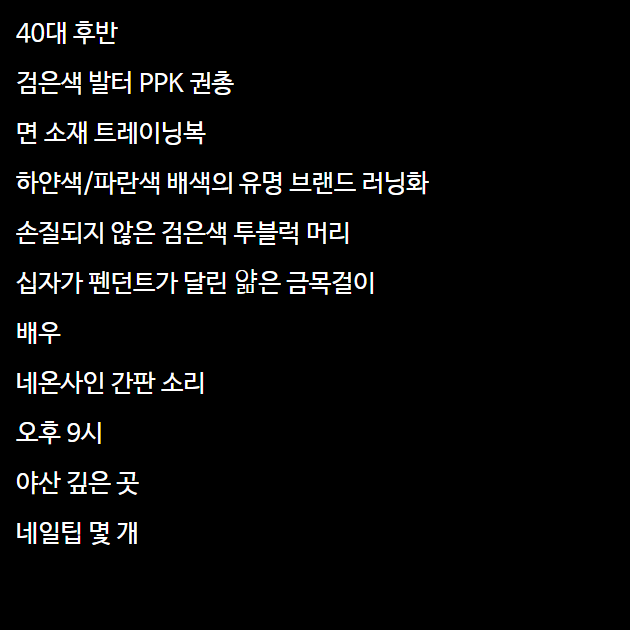 40대 후반
검은색 발터 PPK 권총
면 소재 트레이닝복
하얀색/파란색 배색의 유명 브랜드 러닝화
손질되지 않은 검은색 투블럭 머리
십자가 펜던트가 달린 얇은 금목걸이
배우
네온사인 간판 소리
오후 9시
야산 깊은 곳
네일팁 몇 개